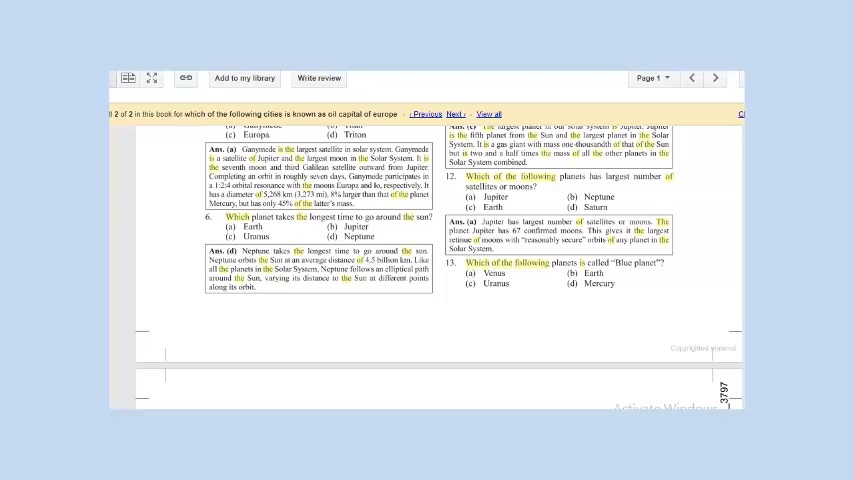 Add to my library
Write review
Page 1
2 of 2 in this book for which of the following cities is known as oil capital of europe - ‹ Previous Next › - View all
(c) Europa (d) Triton
Ans. (a) Ganymede is the largest satellite in solar system. Ganymede
is a satellite of Jupiter and the largest moon in the Solar System. It is
the seventh moon and third Galilean satellite outward from Jupiter.
Completing an orbit in roughly seven days, Ganymede participates in
a 1:2:4 orbital resonance with the moons Europa and Io, respectively. It
has a diameter of 5,268 km (3,273 mi), 8% larger than that of the planet
Mercury, but has only 45% of the latter's mass.
6. Which planet takes the longest time to go around the sun?
(a) Earth (b) Jupiter
(c) Uranus (d) Neptune
Ans. (d) Neptune takes the longest time to go around the sun.
Neptune orbits the Sun at an average distance of 4.5 billion km. Like
all the planets in the Solar System, Neptune follows an elliptical path
around the Sun, varying its distance to the Sun at different points
along its orbit.
Ans. (c) The largest planet in our solar system is Jupiter. Jupiter
is the fifth planet from the Sun and the largest planet in the Solar
System. It is a gas giant with mass one-thousandth of that of the Sun
but is two and a half times the mass of all the other planets in the
Solar System combined.
12. Which of the following planets has largest number of
satellites or moons?
(a) Jupiter (b) Neptune
(c) Earth (d) Saturn
Ans. (a) Jupiter has largest number of satellites or moons. The
planet Jupiter has 67 confirmed moons. This gives it the largest
retinue of moons with "reasonably secure" orbits of any planet in the
Solar System.
13. Which of the following planets is called "Blue planet"?
(a) Venus (b) Earth
(c) Uranus (d) Mercury
Copyrighted material
3797
Activate Windows